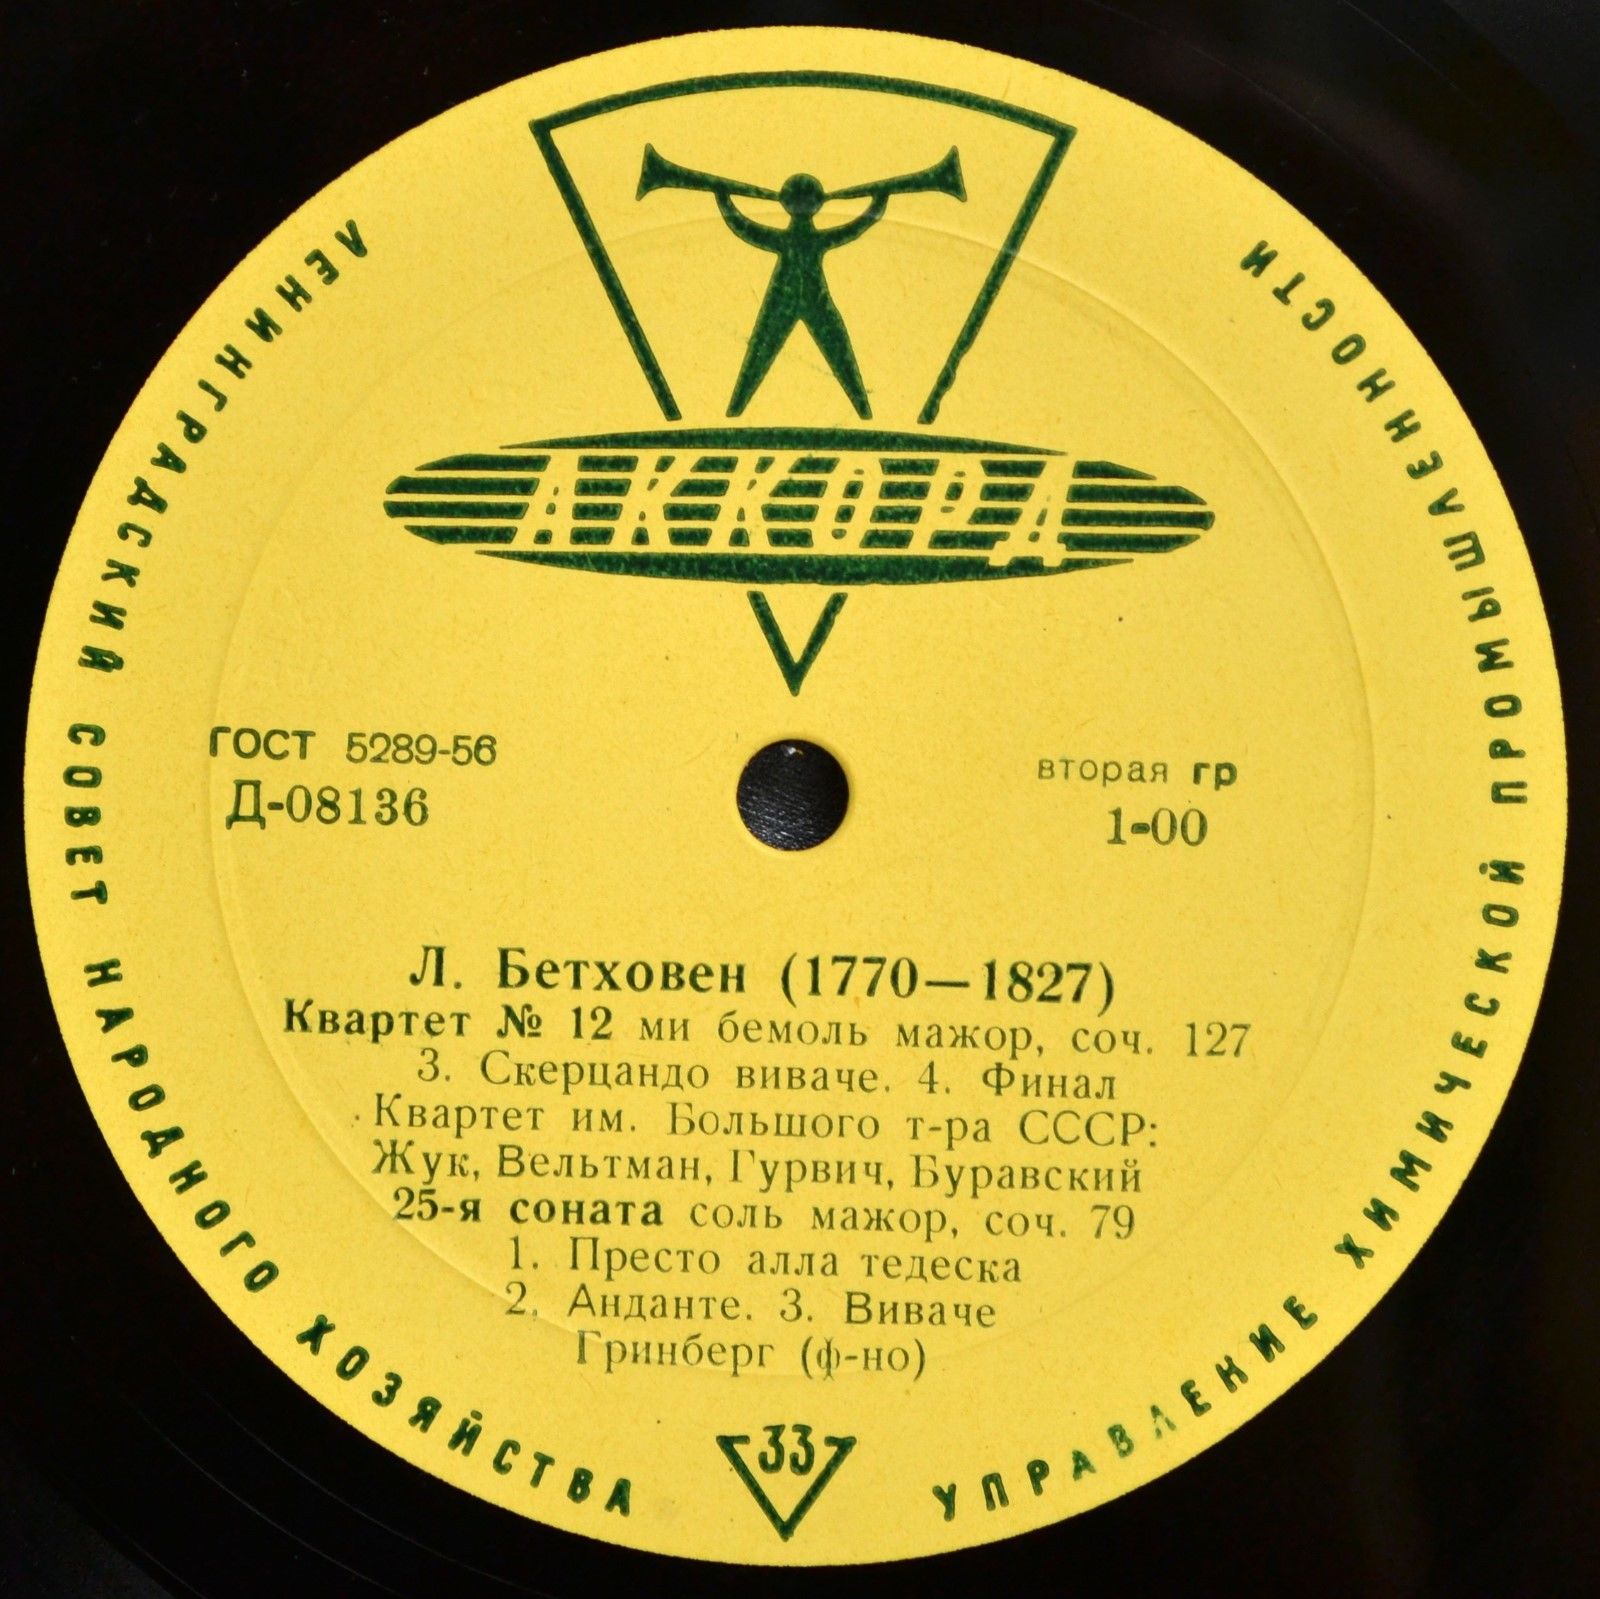 ЛЕНИНГРАДСКИЙ СОВЕТ НАРОДНОГО ХОЗЯЙСТВА
УПРАВЛЕНИЕ ХИМИЧЕСКОЙ ПРОМЫШЛЕННОСТИ
АККОРД
ГОСТ 5289-56
Д-08136
вторая гр
1-00
Л. Бетховен (1770—1827)
Квартет № 12 ми бемоль мажор, соч. 127
3. Скерцандо виваче. 4. Финал
Квартет им. Большого т-ра СССР:
Жук, Вельтман, Гурвич, Буравский
25-я соната соль мажор, соч. 79
1. Престо алла тедеска
2. Анданте. 3. Виваче
Гринберг (ф-но)
33